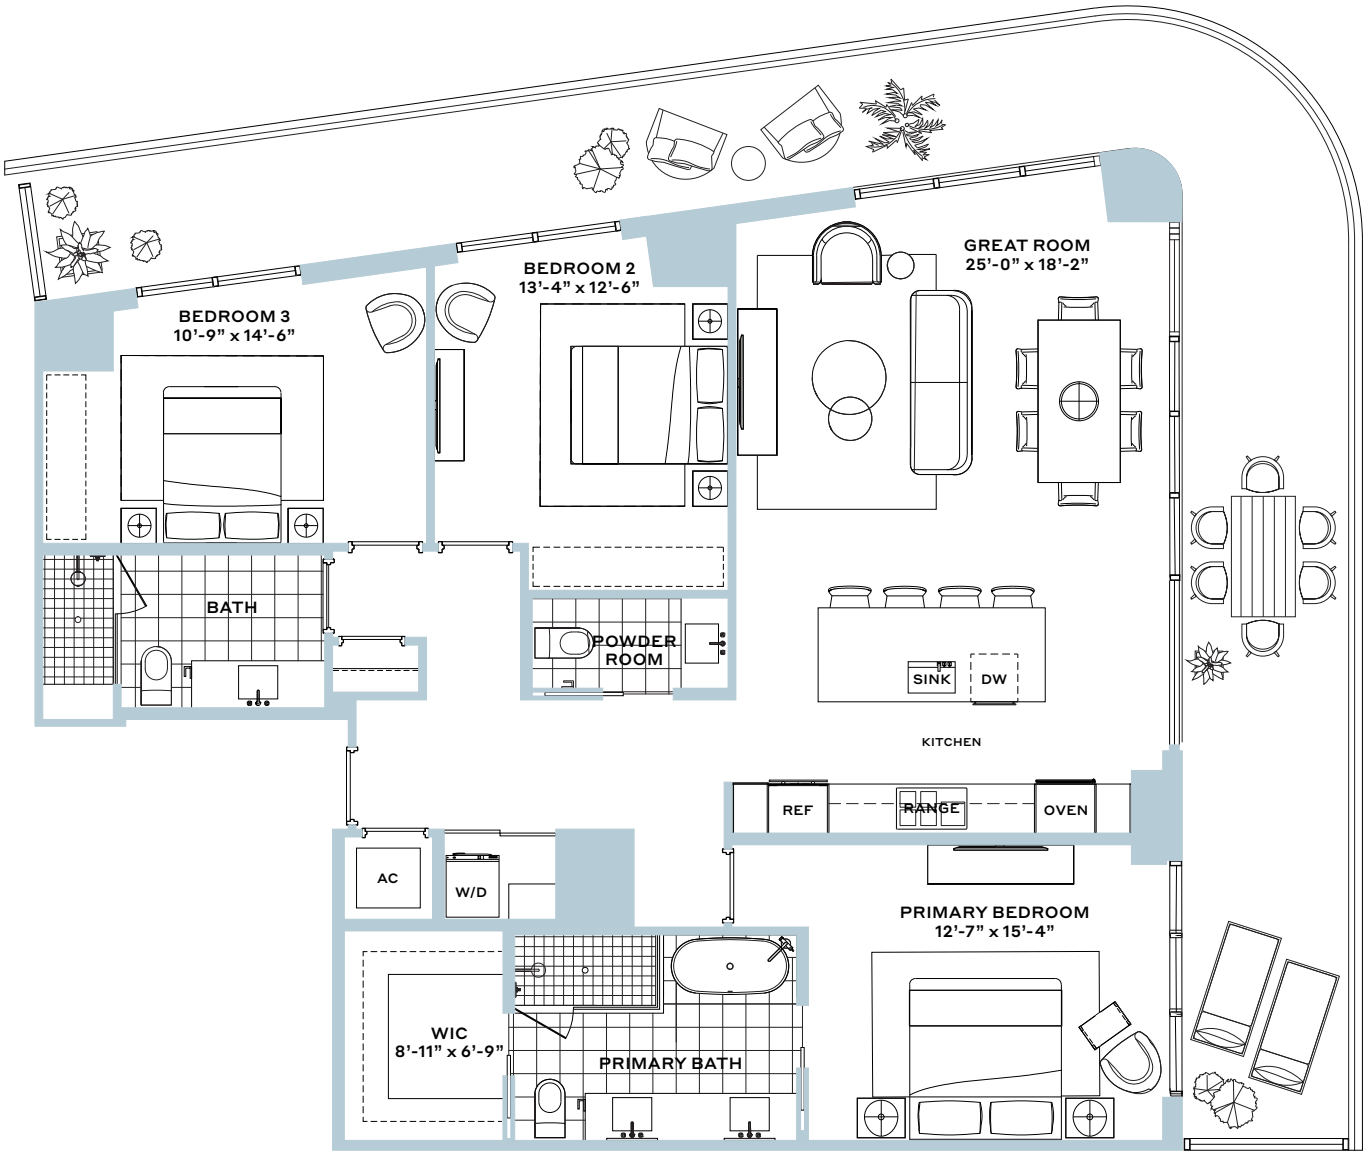 GREAT ROOM
25’-0” x 18’-2”
BEDROOM 2
13’-4” x 12’-6”
BEDROOM 3
10’-9” x 14’-6”
BATH
POWDER
ROOM
SINK
DW
KITCHEN
REF
RANGE
OVEN
AC
W/D
PRIMARY BEDROOM
12’-7” x 15’-4”
WIC
8’-11” x 6’-9”
PRIMARY BATH